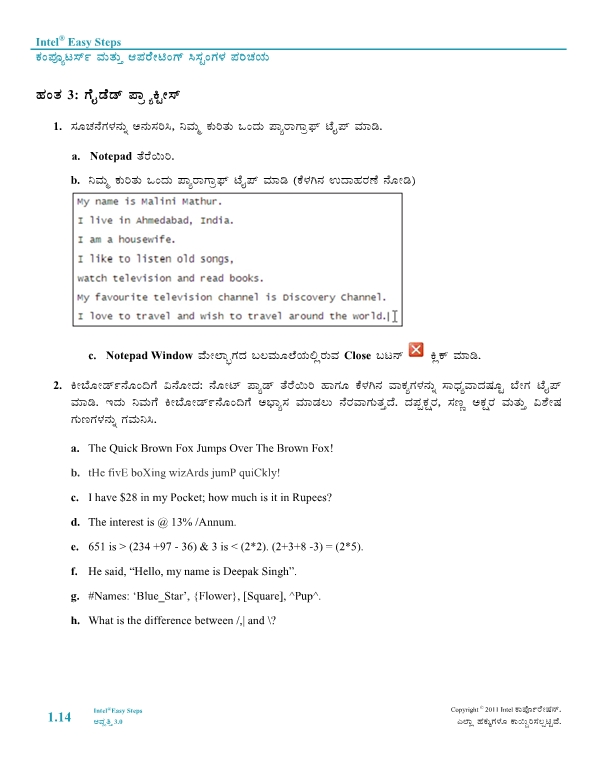 Intel® Easy Steps
ಕಂಪ್ಯೂಟರ್ಸ್ ಮತ್ತು ಆಪರೇಟಿಂಗ್ ಸಿಸ್ಟಂಗಳ ಪರಿಚಯ
ಹಂತ 3: ಗೈಡೆಡ್ ಪ್ರ್ಯಾಕ್ಟೀಸ್
1. ಸೂಚನೆಗಳನ್ನು ಅನುಸರಿಸಿ, ನಿಮ್ಮ ಕುರಿತು ಒಂದು ಪ್ಯಾರಾಗ್ರಾಫ್ ಟೈಪ್ ಮಾಡಿ.
a. Notepad ತೆರೆಯಿರಿ.
b. ನಿಮ್ಮ ಕುರಿತು ಒಂದು ಪ್ಯಾರಾಗ್ರಾಫ್ ಟೈಪ್ ಮಾಡಿ (ಕೆಳಗಿನ ಉದಾಹರಣೆ ನೋಡಿ)
My name is Malini Mathur.
I live in Ahmedabad, India.
I am a housewife.
I like to listen old songs,
watch television and read books.
My favourite television channel is Discovery Channel.
I love to travel and wish to travel around the world.
c. Notepad Window ಮೇಲ್ಭಾಗದ ಬಲಮೂಲೆಯಲ್ಲಿರುವ Close ಬಟನ್ ಕ್ಲಿಕ್ ಮಾಡಿ.
2. ಕೀಬೋರ್ಡ್‌ನೊಂದಿಗೆ ವಿನೋದ: ನೋಟ್ ಪ್ಯಾಡ್ ತೆರೆಯಿರಿ ಹಾಗೂ ಕೆಳಗಿನ ವಾಕ್ಯಗಳನ್ನು ಸಾಧ್ಯವಾದಷ್ಟೂ ಬೇಗ ಟೈಪ್
ಮಾಡಿ. ಇದು ನಿಮಗೆ ಕೀಬೋರ್ಡ್‌ನೊಂದಿಗೆ ಅಭ್ಯಾಸ ಮಾಡಲು ನೆರವಾಗುತ್ತದೆ. ದಪ್ಪಕ್ಷರ, ಸಣ್ಣ ಅಕ್ಷರ ಮತ್ತು ವಿಶೇಷ
ಗುಣಗಳನ್ನು ಗಮನಿಸಿ.
a. The Quick Brown Fox Jumps Over The Brown Fox!
b. tHe fivE boXing wizArds jumP quiCkly!
c. I have $28 in my Pocket; how much is it in Rupees?
d. The interest is @ 13% /Annum.
e. 651 is > (234 +97 - 36) & 3 is < (2*2). (2+3+8 -3) = (2*5).
f. He said, “Hello, my name is Deepak Singh”.
g. #Names: ‘Blue_Star’, {Flower}, [Square], ^Pup^.
h. What is the difference between /,| and \?
1.14
Intel® Easy Steps
ಆವೃತ್ತಿ 3.0
Copyright © 2011 Intel ಕಾರ್ಪೊರೇಷನ್.
ಎಲ್ಲಾ ಹಕ್ಕುಗಳೂ ಕಾಯ್ದಿರಿಸಲ್ಪಟ್ಟಿವೆ.